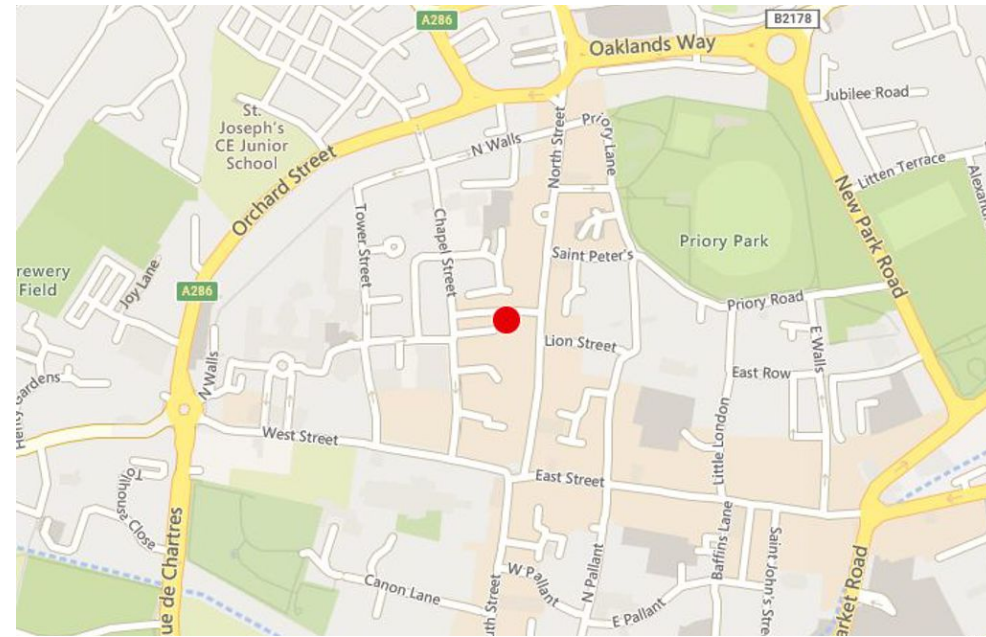 A286
B2178
Oaklands Way
Jubilee Road
St.
Joseph's
CE Junior
School
Priory Lane
N Walls
North Street
Litten Terrace
Orchard Street
New Park Road
Tower Street
Chapel Street
Priory Park
Saint Peter's
rewery
Field
Joy Lane
A286
Priory Road
Lion Street
E Walls
N Walls
East Row
Gardens
West Street
Little London
East Street
Tollhouse Close
ue de Chartres
Baffins Lane
Saint John's Stre
Canon Lane
W Pallant
N Pallant
E Pallant
uth Street
arket Road